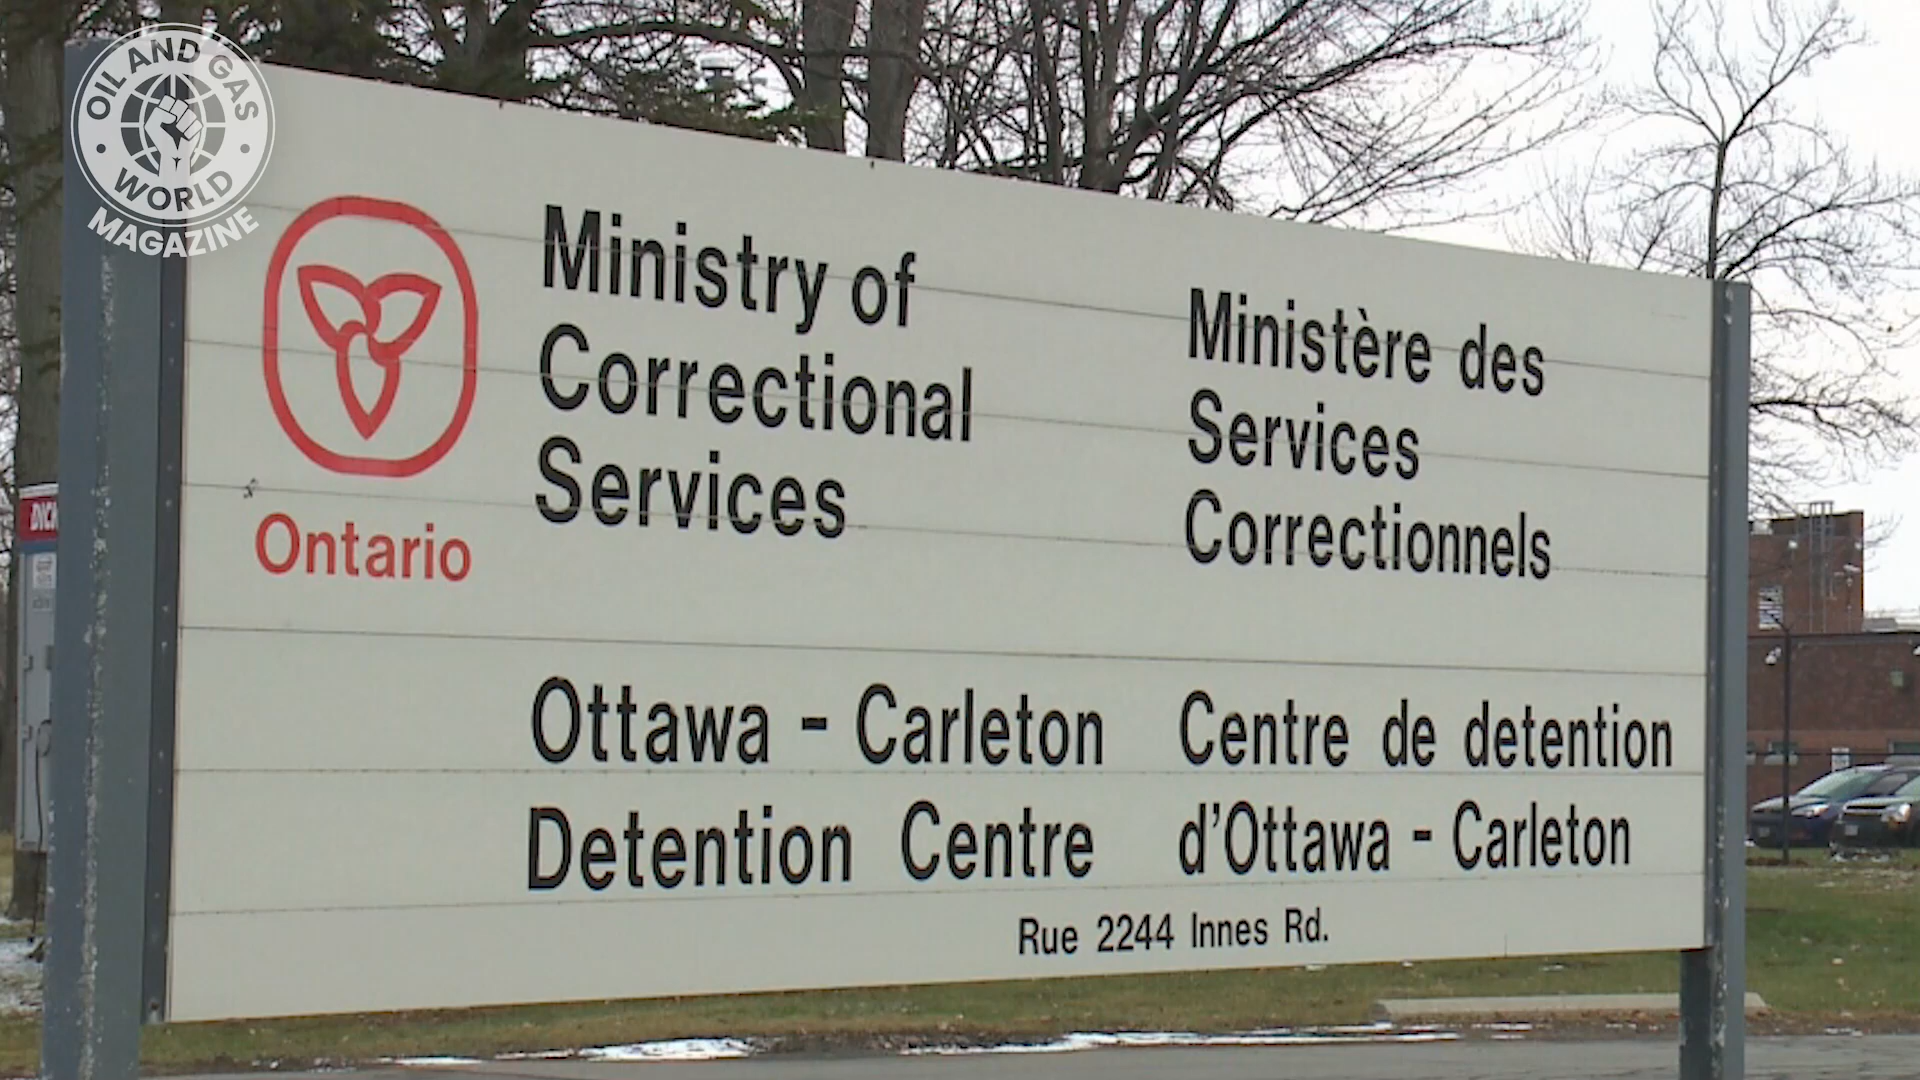 OIL AND GAS
WORLD
MAGAZINE
Ontario
Ministry of
Correctional
Services
Ministère des
Services
Correctionnels
Ottawa - Carleton
Detention Centre
Centre de detention
d'Ottawa - Carleton
Rue 2244 Innes Rd.